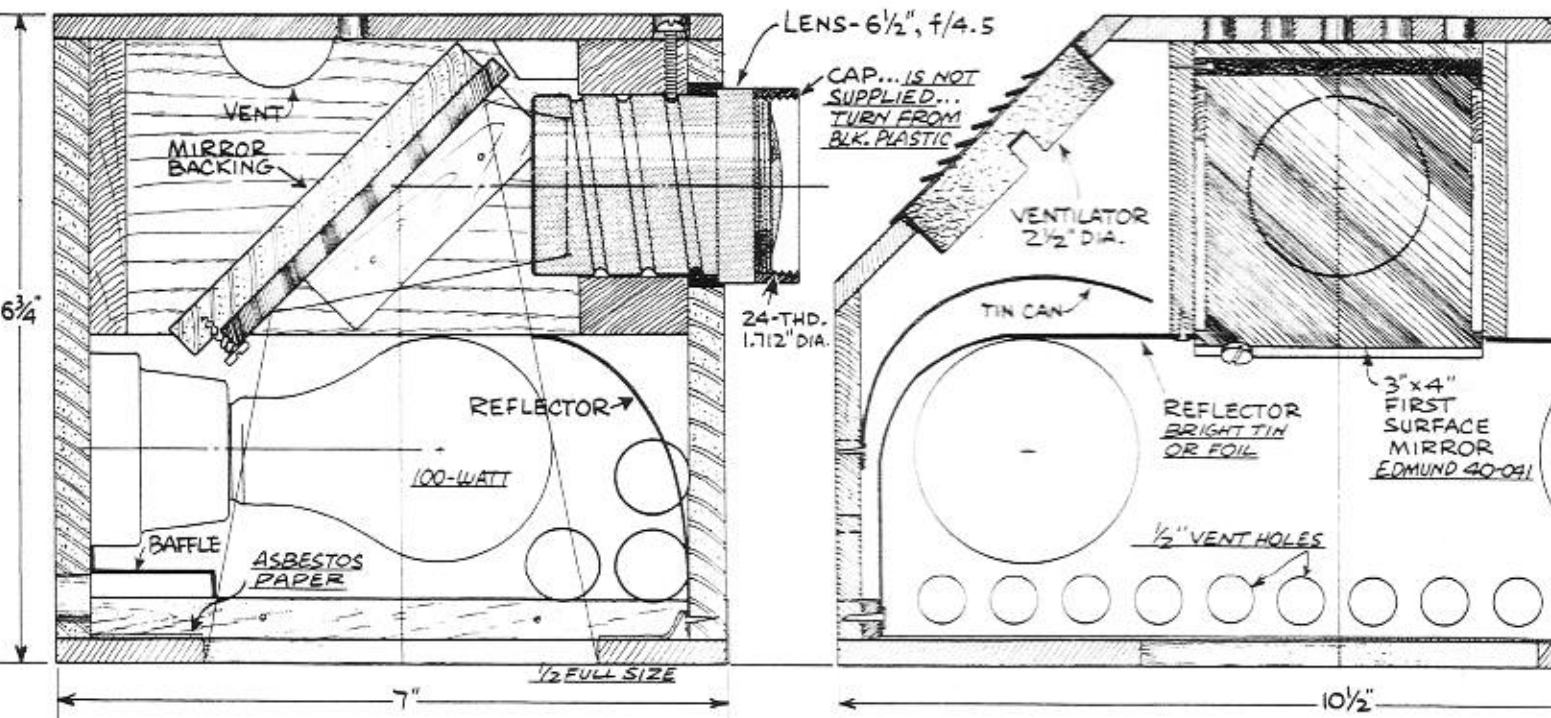 LENS-6½", f/4.5
CAP... IS NOT
SUPPLIED...
TURN FROM
BLK. PLASTIC
VENT
MIRROR
BACKING
VENTILATOR
2½" DIA.
6¾"
TIN CAN
24-THD.
1.712" DIA.
REFLECTOR
100-WATT
REFLECTOR
BRIGHT TIN
OR FOIL
3"x4"
FIRST
SURFACE
MIRROR
EDMUND 40-041
BAFFLE
ASBESTOS
PAPER
½" VENT HOLES
½ FULL SIZE
7"
10½"